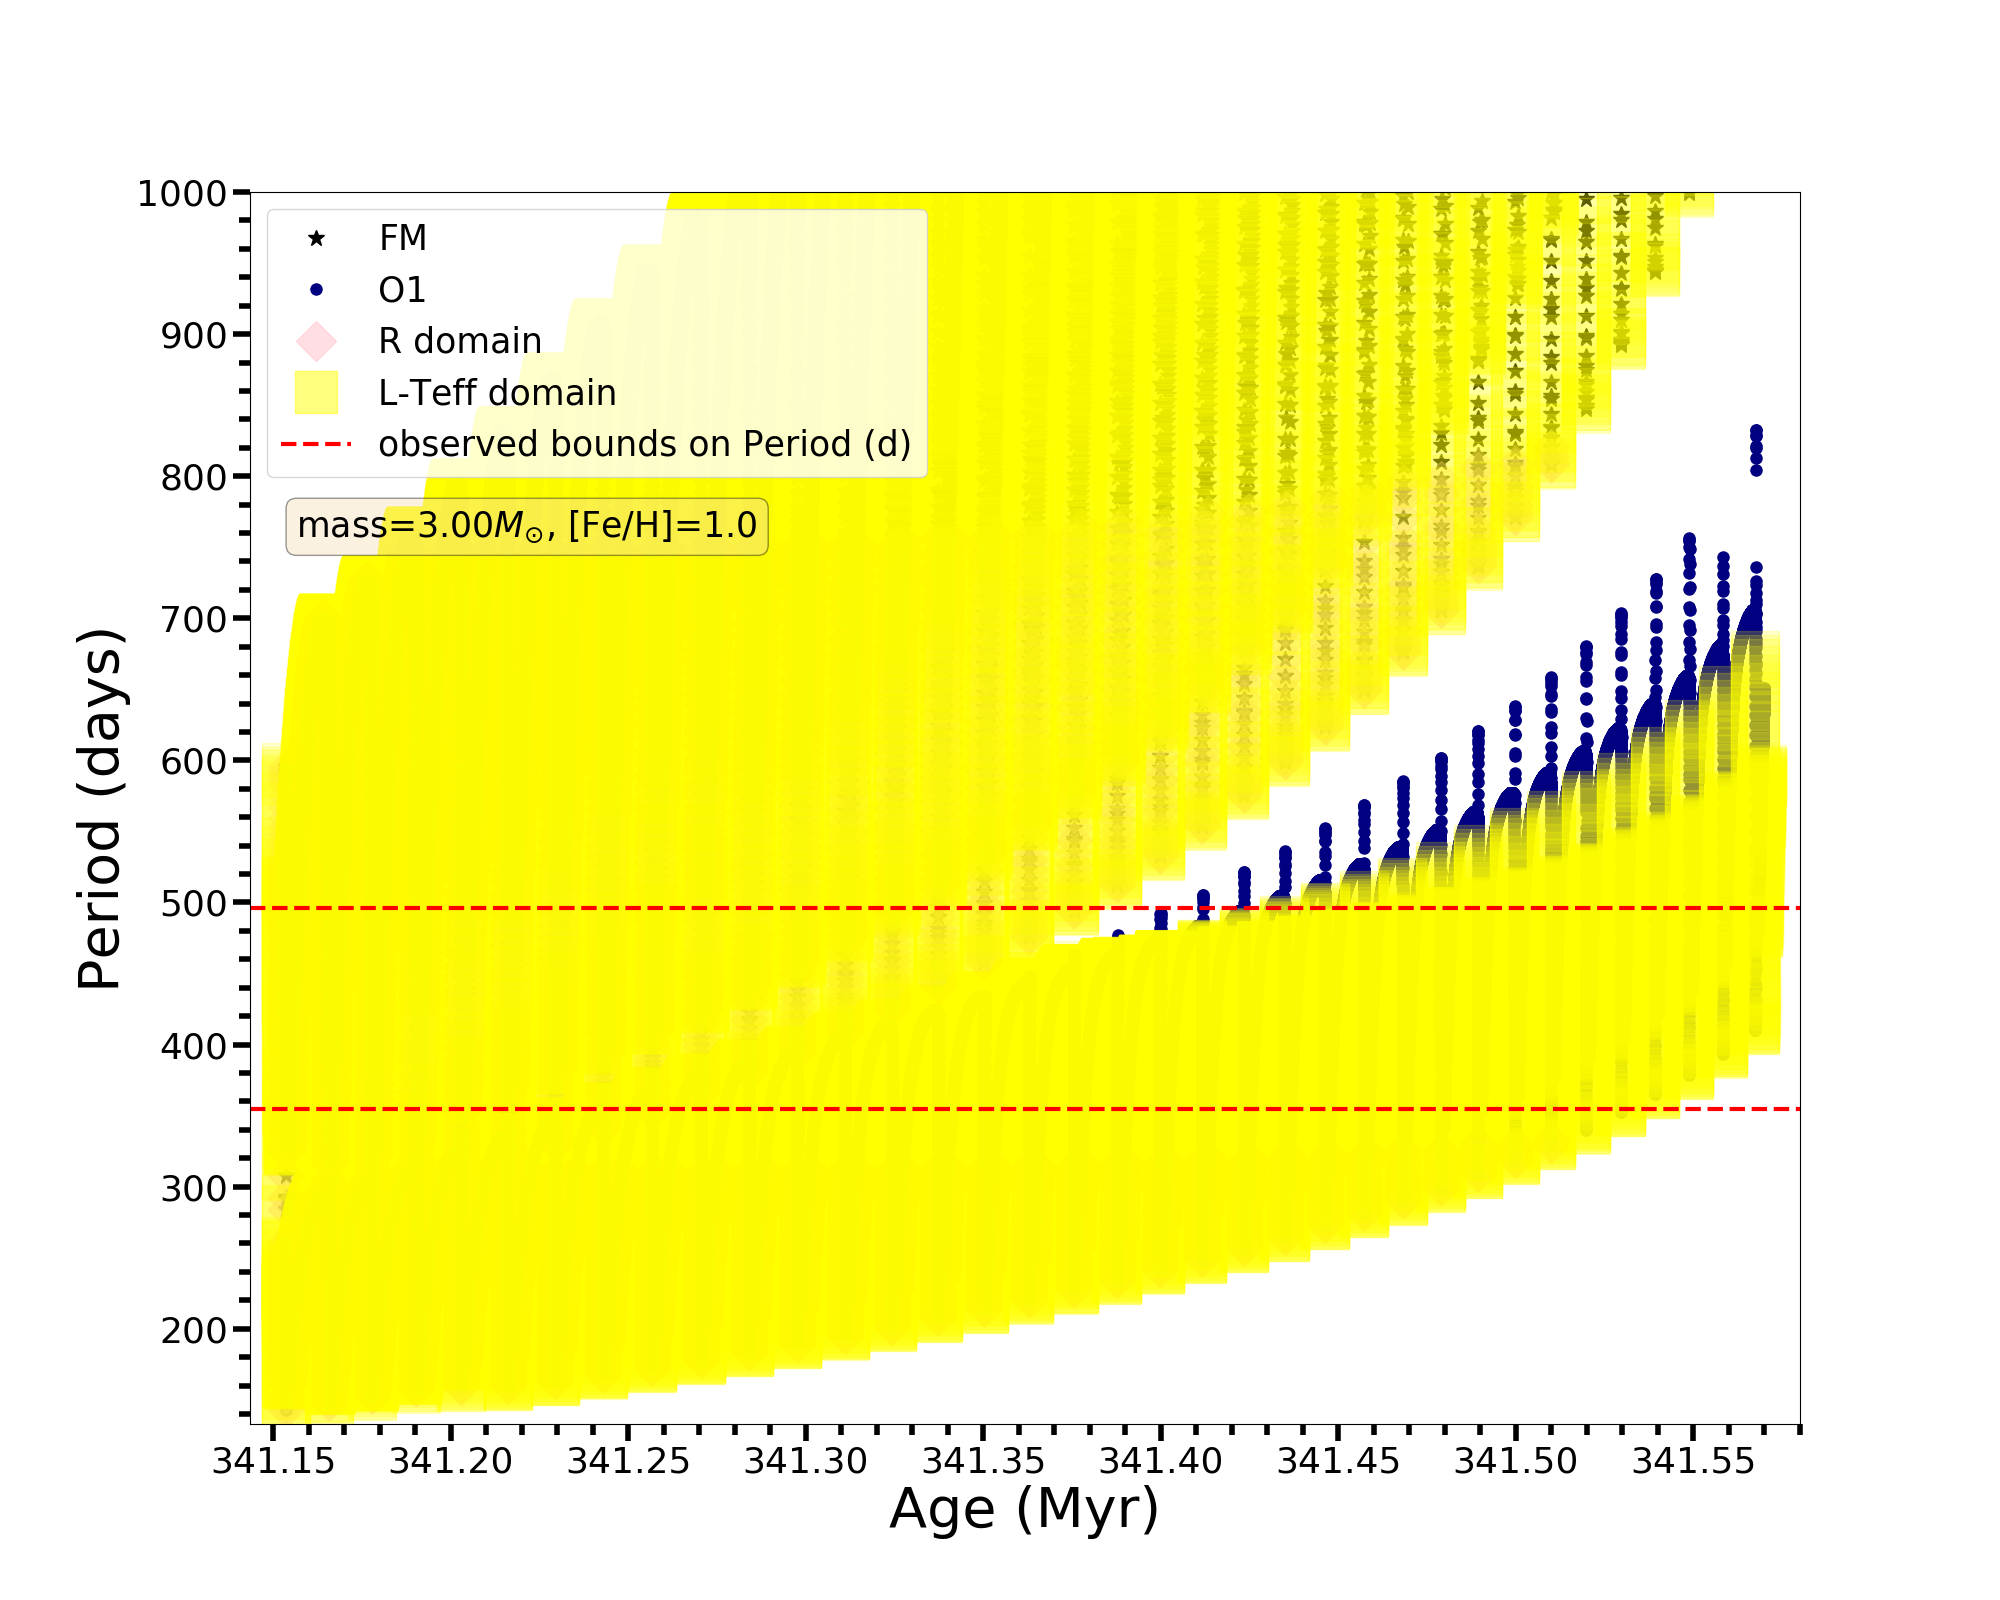 1000
900
800
700
600
500
400
300
200
Period (days)
FM
O1
R domain
L-Teff domain
observed bounds on Period (d)
mass=3.00M☉, [Fe/H]=1.0
341.15 341.20 341.25 341.30 341.35 341.40 341.45 341.50 341.55
Age (Myr)